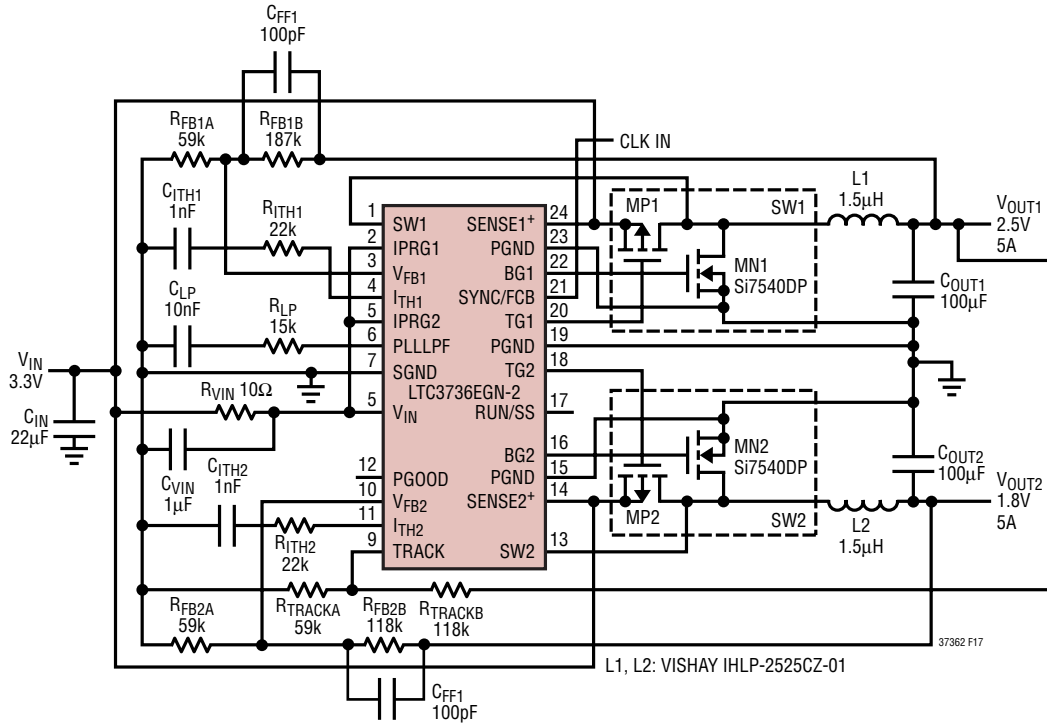 CFF1
100pF
RFB1A
59k
RFB1B
187k
CLK IN
CITH1
1nF
RITH1
22k
CLP
10nF
RLP
15k
VIN
3.3V
CIN
22µF
RVIN 10Ω
CVIN
1µF
CITH2
1nF
RITH2
22k
1 SW1
2 IPRG1
3 VFB1
4 ITH1
5 IPRG2
6 PLLLPF
7 SGND
LTC3736EGN-2
5 VIN
12 PGOOD
10 VFB2
11 ITH2
9 TRACK
SENSE1+ 24
PGND 23
BG1 22
SYNC/FCB 21
TG1 20
PGND 19
TG2 18
RUN/SS 17
BG2 16
PGND 15
SENSE2+ 14
SW2 13
MP1
SW1
MN1
Si7540DP
L1
1.5µH
VOUT1
2.5V
5A
COUT1
100µF
MN2
Si7540DP
MP2
SW2
L2
1.5µH
COUT2
100µF
VOUT2
1.8V
5A
RFB2A
59k
RTRACKA
59k
RFB2B
118k
RTRACKB
118k
37362 F17
L1, L2: VISHAY IHLP-2525CZ-01
CFF1
100pF